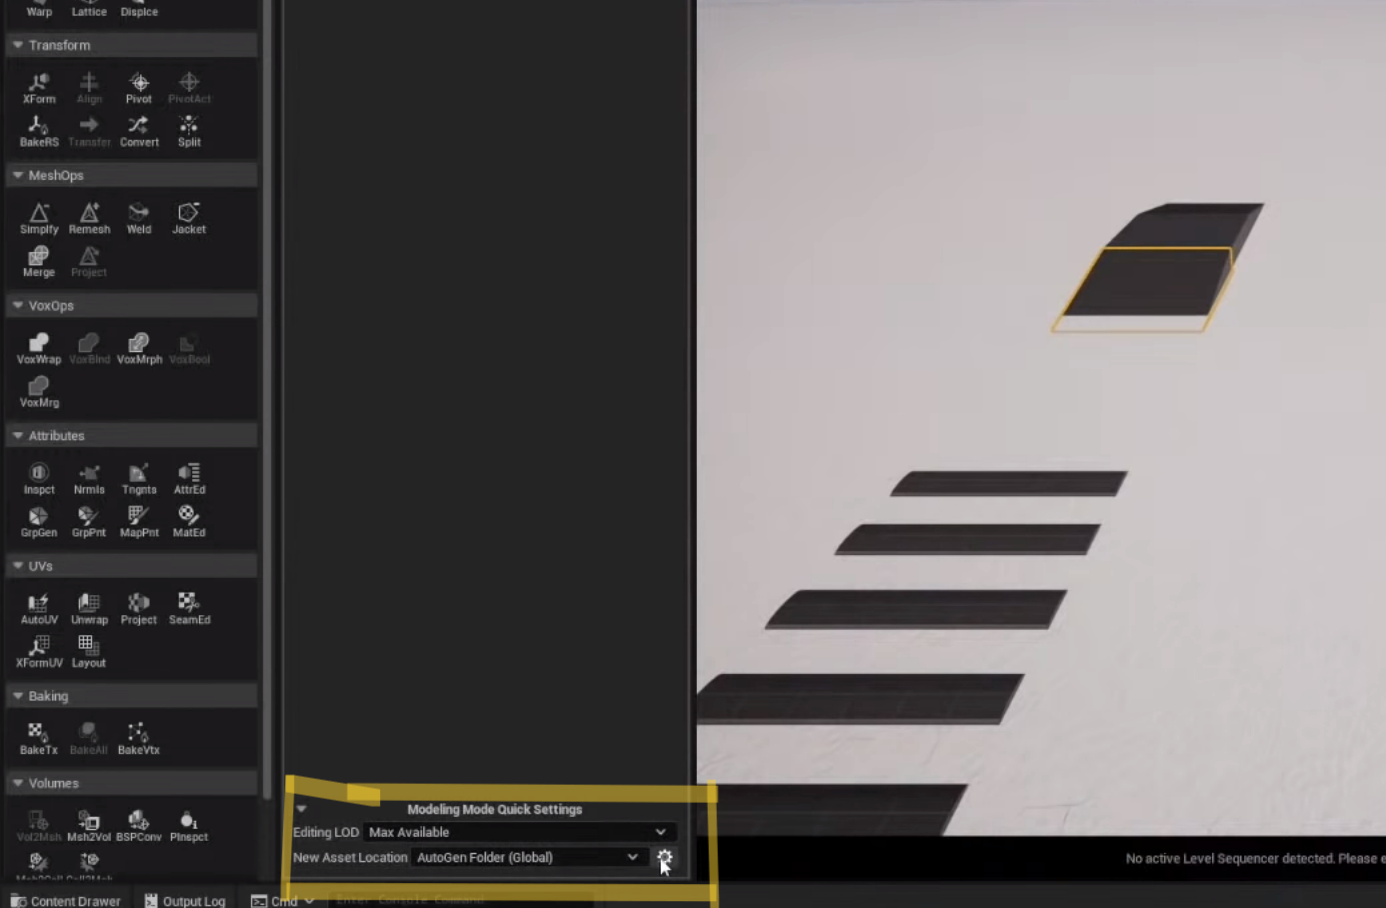 Warp Lattice Displce
Transform
XForm Align Pivot PivotAct
BakeRS Transfer Convert Split
MeshOps
Simplfy Remesh Weld Jacket
Merge Project
VoxOps
VoxWrap VoxBlnd VoxMrph VoxBool
VoxMrg
Attributes
Inspct Nrmls Tngnts AttrEd
GrpGen GrpPnt MapPnt MatEd
UVs
AutoUV Unwrap Project SeamEd
XFormUV Layout
Baking
BakeTx BakeAll BakeVtx
Volumes
Vol2Msh Msh2Vol BSPConv PInspct
Modeling Mode Quick Settings
Editing LOD Max Available
New Asset Location AutoGen Folder (Global)
No active Level Sequencer detected. Please e
Content Drawer Output Log Cmd Enter Console Command